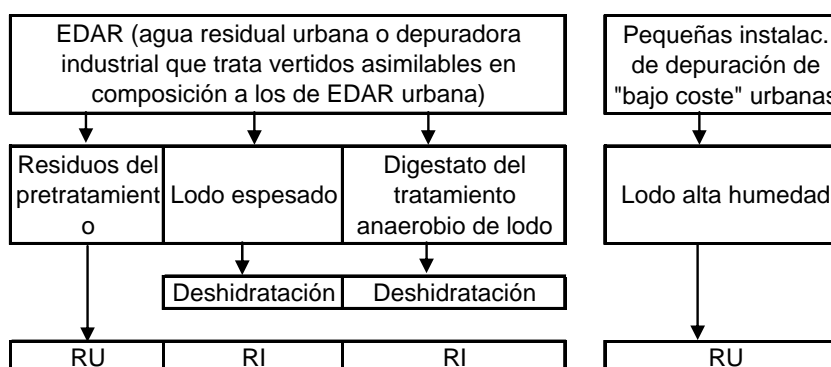 EDAR (agua residual urbana o depuradora
industrial que trata vertidos asimilables en
composición a los de EDAR urbana)
Pequeñas instalac.
de depuración de
"bajo coste" urbanas
Residuos del
pretratamient
o
Lodo espesado
Digestato del
tratamiento
anaerobio de lodo
Lodo alta humedad
Deshidratación
Deshidratación
RU
RI
RI
RU